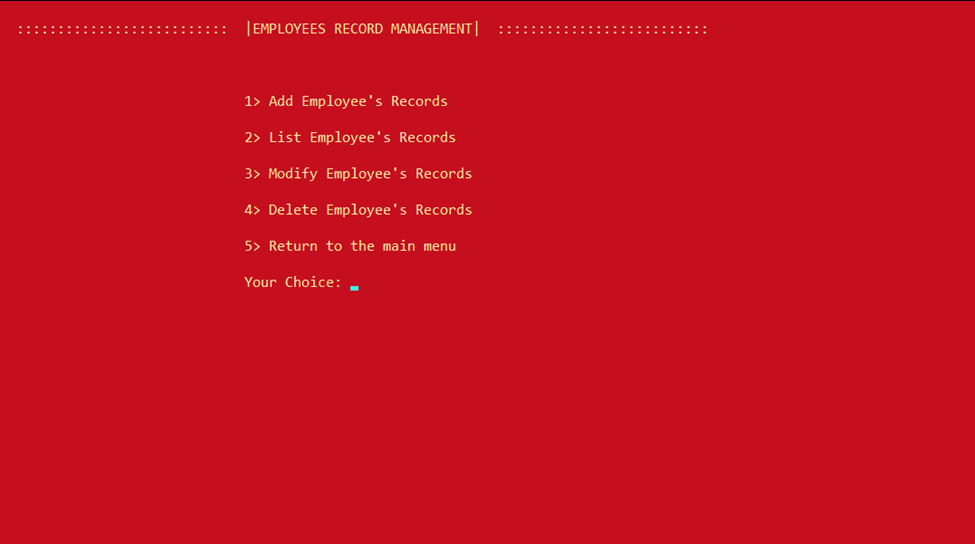 ::::::::::::::::::::::::::  |EMPLOYEES RECORD MANAGEMENT|  ::::::::::::::::::::::::::
1> Add Employee's Records
2> List Employee's Records
3> Modify Employee's Records
4> Delete Employee's Records
5> Return to the main menu
Your Choice: